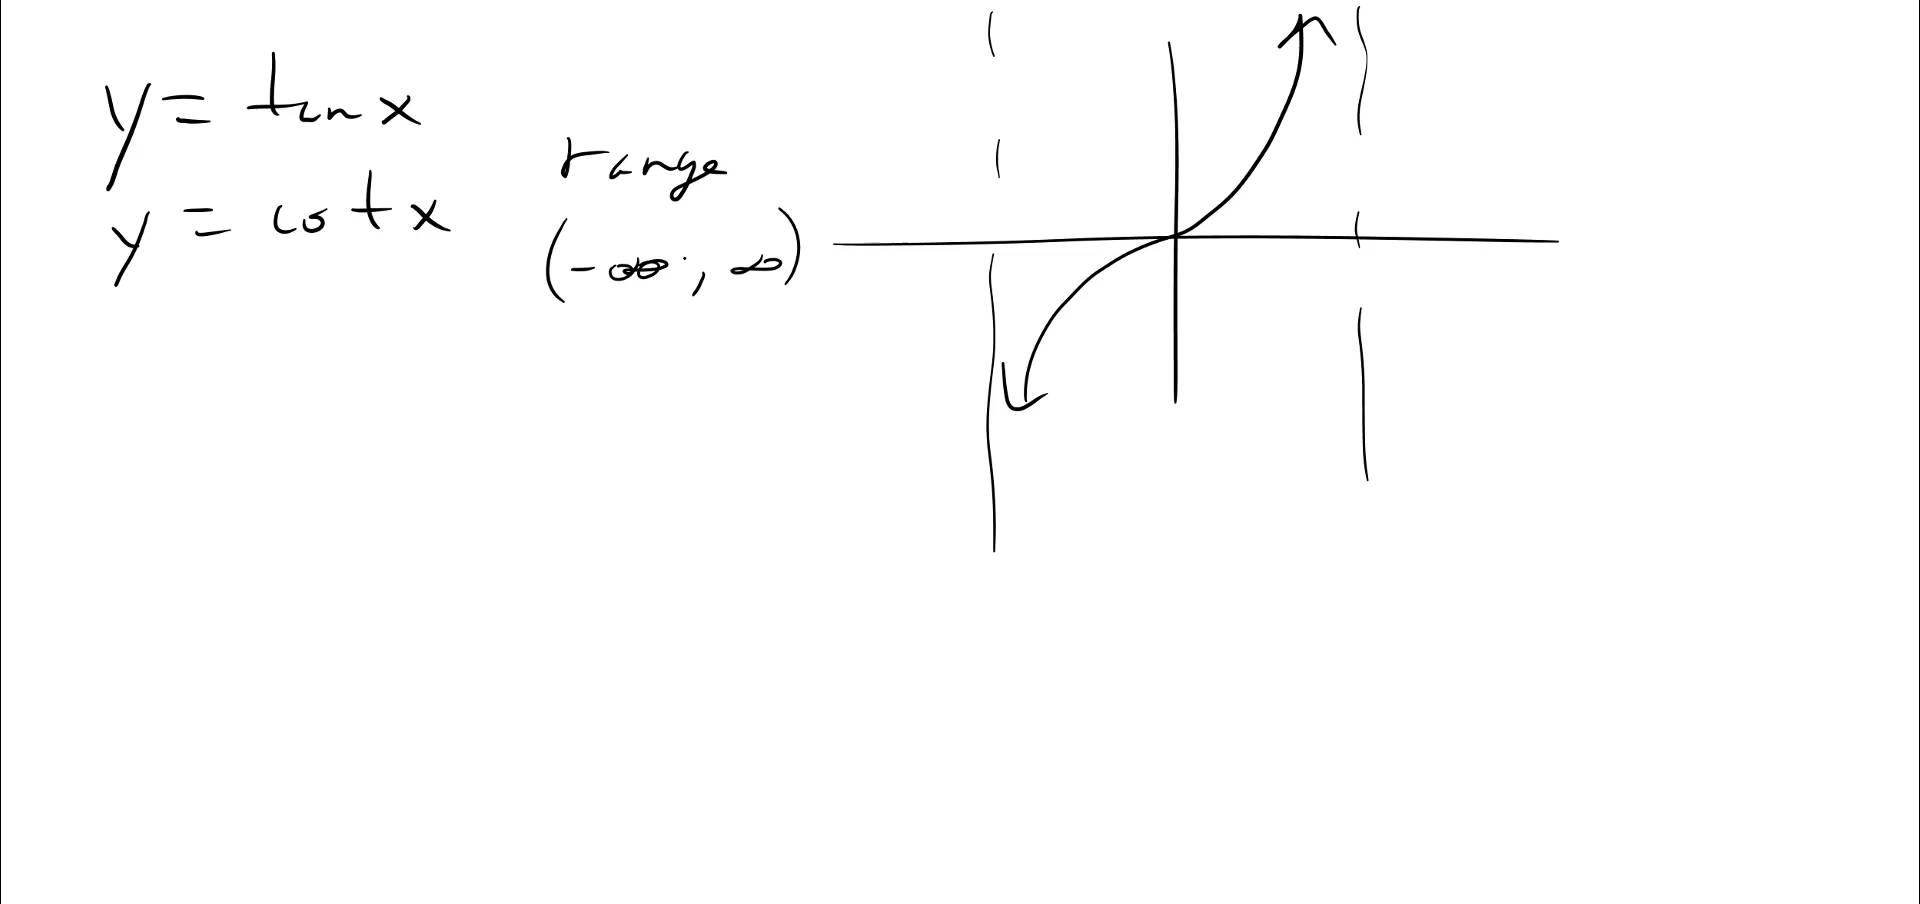 y = tan x
y = cot x
range
(-∞, ∞)